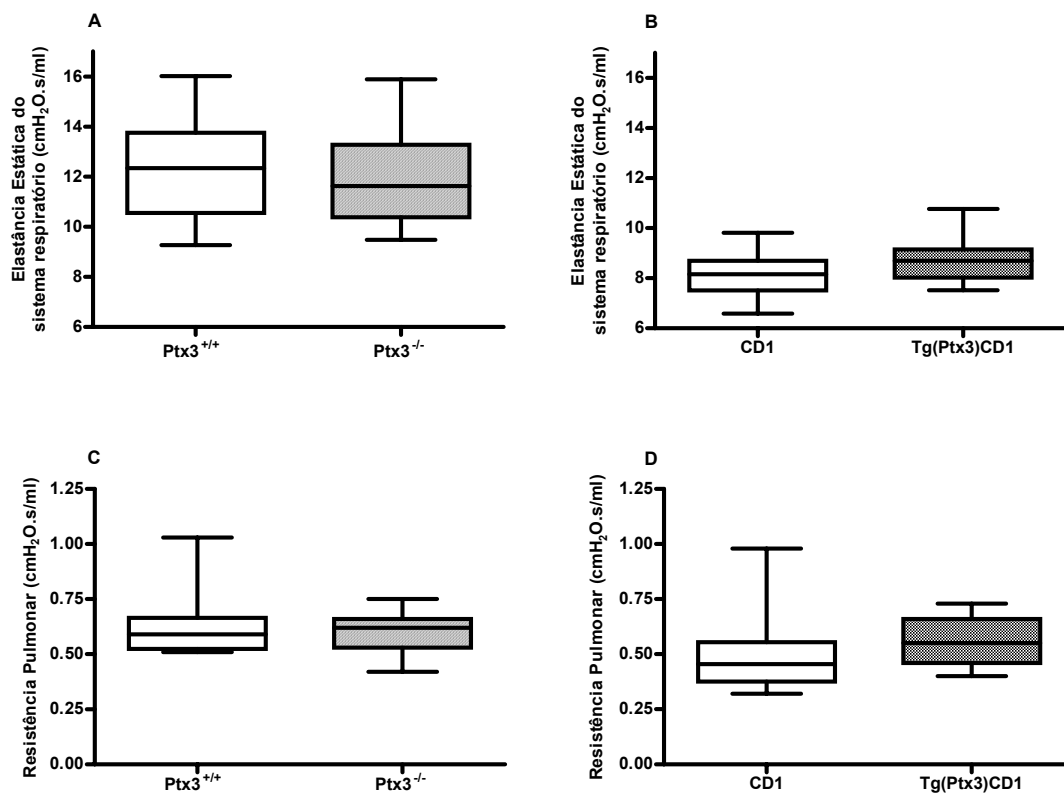 A
Elastância Estática do
sistema respiratório (cmH₂O.s/ml)
16
14
12
10
8
6
Ptx3⁺/⁺
Ptx3⁻/⁻
B
Elastância Estática do
sistema respiratório (cmH₂O.s/ml)
16
14
12
10
8
6
CD1
Tg(Ptx3)CD1
C
Resistência Pulmonar (cmH₂O.s/ml)
1.25
1.00
0.75
0.50
0.25
0.00
Ptx3⁺/⁺
Ptx3⁻/⁻
D
Resistência Pulmonar (cmH₂O.s/ml)
1.25
1.00
0.75
0.50
0.25
0.00
CD1
Tg(Ptx3)CD1